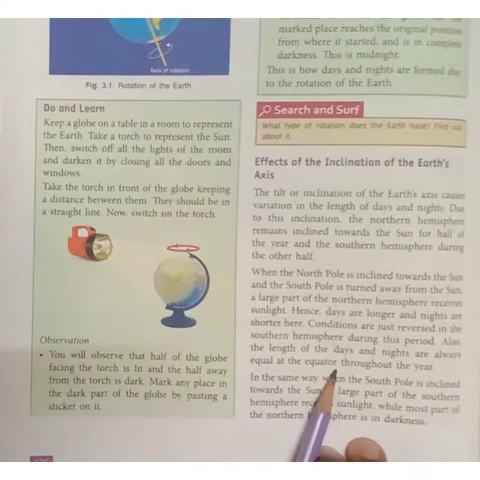 Axis of rotation
Fig. 3.1: Rotation of the Earth
Do and Learn
Keep a globe on a table in a room to represent
the Earth. Take a torch to represent the Sun.
Then, switch off all the lights of the room
and darken it by closing all the doors and
windows.
Take the torch in front of the globe keeping
a distance between them. They should be in
a straight line. Now, switch on the torch.
Observation
• You will observe that half of the globe
facing the torch is lit and the half away
from the torch is dark. Mark any place in
the dark part of the globe by pasting a
sticker on it.
marked place reaches the original position
from where it started, and is in complete
darkness. This is midnight.
This is how days and nights are formed due
to the rotation of the Earth.
Search and Surf
What type of rotation does the Earth have? Find out
about it.
Effects of the Inclination of the Earth's
Axis
The tilt or inclination of the Earth's axis causes
variation in the length of days and nights. Due
to this inclination, the northern hemisphere
remains inclined towards the Sun for half of
the year and the southern hemisphere during
the other half.
When the North Pole is inclined towards the Sun
and the South Pole is turned away from the Sun,
a large part of the northern hemisphere receives
sunlight. Hence, days are longer and nights are
shorter here. Conditions are just reversed in the
southern hemisphere during this period. Also,
the length of the days and nights are always
equal at the equator throughout the year.
In the same way, when the South Pole is inclined
towards the Sun, large part of the southern
hemisphere sunlight, while most part of
the northern is in darkness.